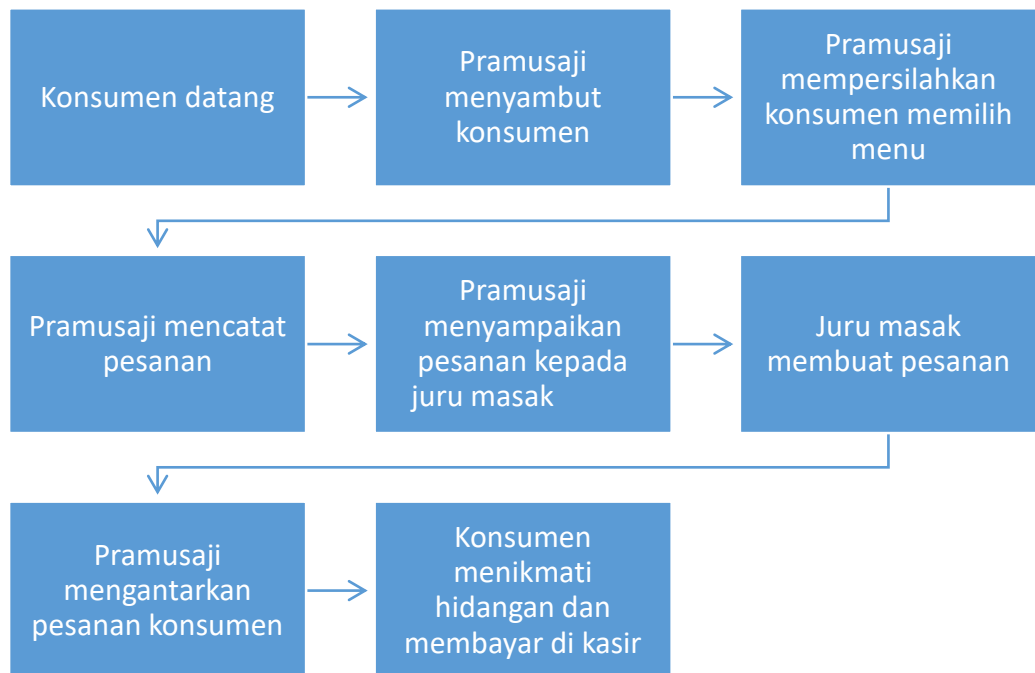 Konsumen datang
Pramusaji
menyambut
konsumen
Pramusaji
mempersilahkan
konsumen memilih
menu
Pramusaji mencatat
pesanan
Pramusaji
menyampaikan
pesanan kepada
juru masak
Juru masak
membuat pesanan
Pramusaji
mengantarkan
pesanan konsumen
Konsumen
menikmati
hidangan dan
membayar di kasir